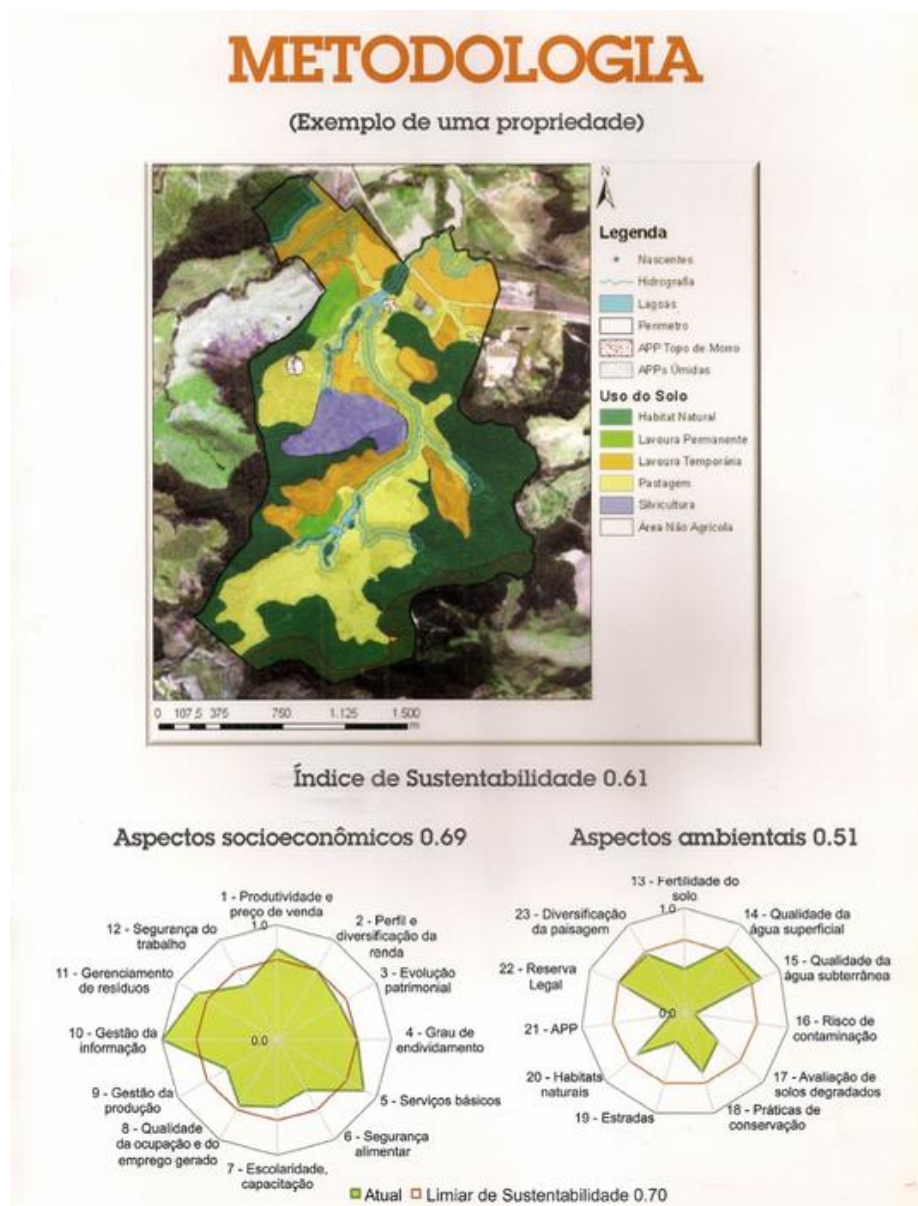 METODOLOGIA
(Exemplo de uma propriedade)
N
Legenda
Nascentes
Hidrografia
Lagoas
Perimetro
APP Topo de Morro
APPs Úmidas
Uso do Solo
Habitat Natural
Lavoura Permanente
Lavoura Temporária
Pastagem
Silvicultura
Área Não Agrícola
0 187,5 375 750 1.125 1.500
m
Índice de Sustentabilidade 0.61
Aspectos socioeconômicos 0.69
1 - Produtividade e
preço de venda
1.0
2 - Perfil e
diversificação da
renda
3 - Evolução
patrimonial
4 - Grau de
endividamento
5 - Serviços básicos
6 - Segurança
alimentar
7 - Escolaridade,
capacitação
8 - Qualidade
da ocupação e do
emprego gerado
9 - Gestão da
produção
10 - Gestão da
informação
11 - Gerenciamento
de resíduos
12 - Segurança do
trabalho
0.0
Aspectos ambientais 0.51
13 - Fertilidade do
solo
1.0
14 - Qualidade da
água superficial
15 - Qualidade da
água subterrânea
16 - Risco de
contaminação
17 - Avaliação de
solos degradados
18 - Práticas de
conservação
19 - Estradas
20 - Habitats
naturais
21 - APP
22 - Reserva
Legal
23 - Diversificação
da paisagem
0.0
Atual Limiar de Sustentabilidade 0.70